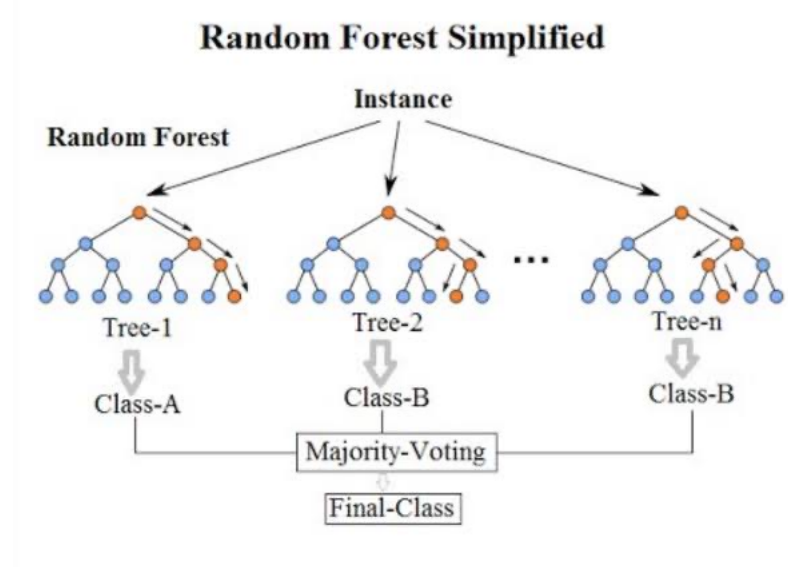 Random Forest Simplified
Instance
Random Forest
...
Tree-1
Tree-2
Tree-n
Class-A
Class-B
Class-B
Majority-Voting
Final-Class